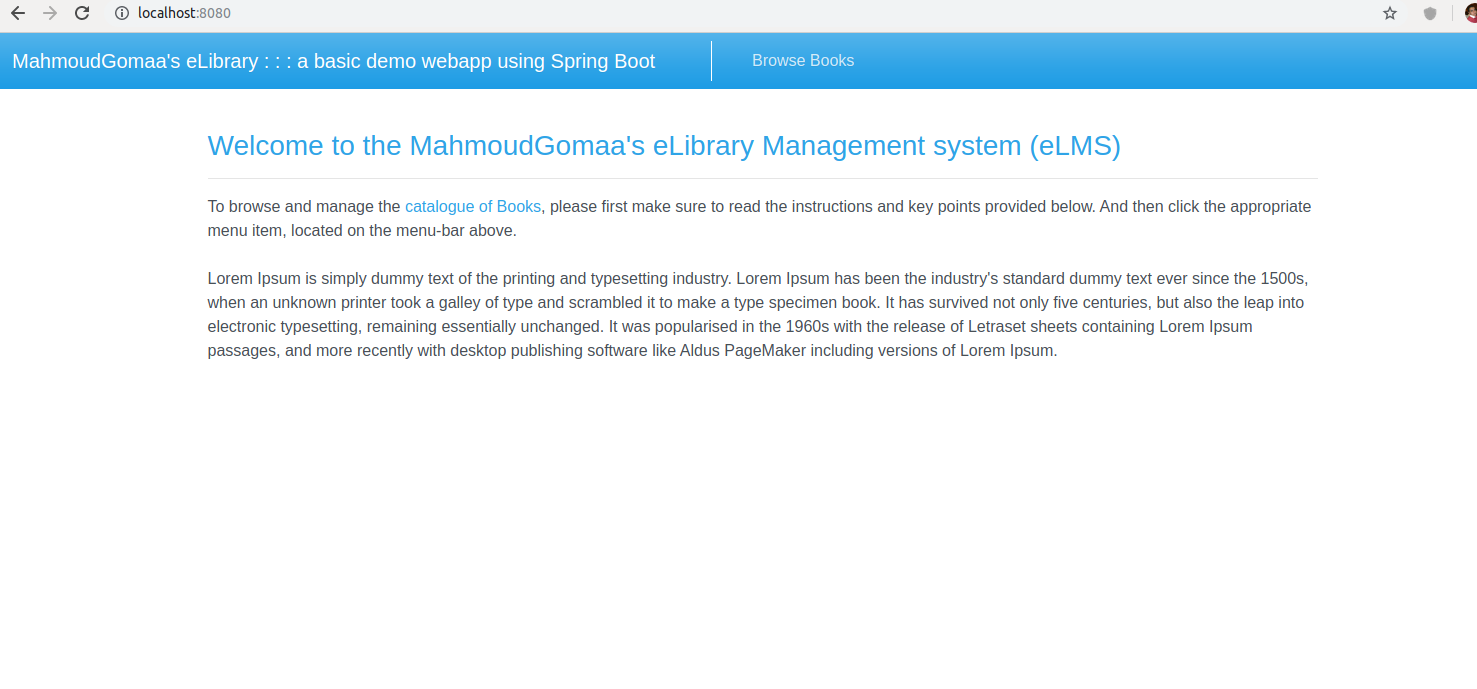 localhost:8080
MahmoudGomaa's eLibrary : : : a basic demo webapp using Spring Boot
Browse Books
Welcome to the MahmoudGomaa's eLibrary Management system (eLMS)
To browse and manage the catalogue of Books, please first make sure to read the instructions and key points provided below. And then click the appropriate
menu item, located on the menu-bar above.
Lorem Ipsum is simply dummy text of the printing and typesetting industry. Lorem Ipsum has been the industry's standard dummy text ever since the 1500s,
when an unknown printer took a galley of type and scrambled it to make a type specimen book. It has survived not only five centuries, but also the leap into
electronic typesetting, remaining essentially unchanged. It was popularised in the 1960s with the release of Letraset sheets containing Lorem Ipsum
passages, and more recently with desktop publishing software like Aldus PageMaker including versions of Lorem Ipsum.